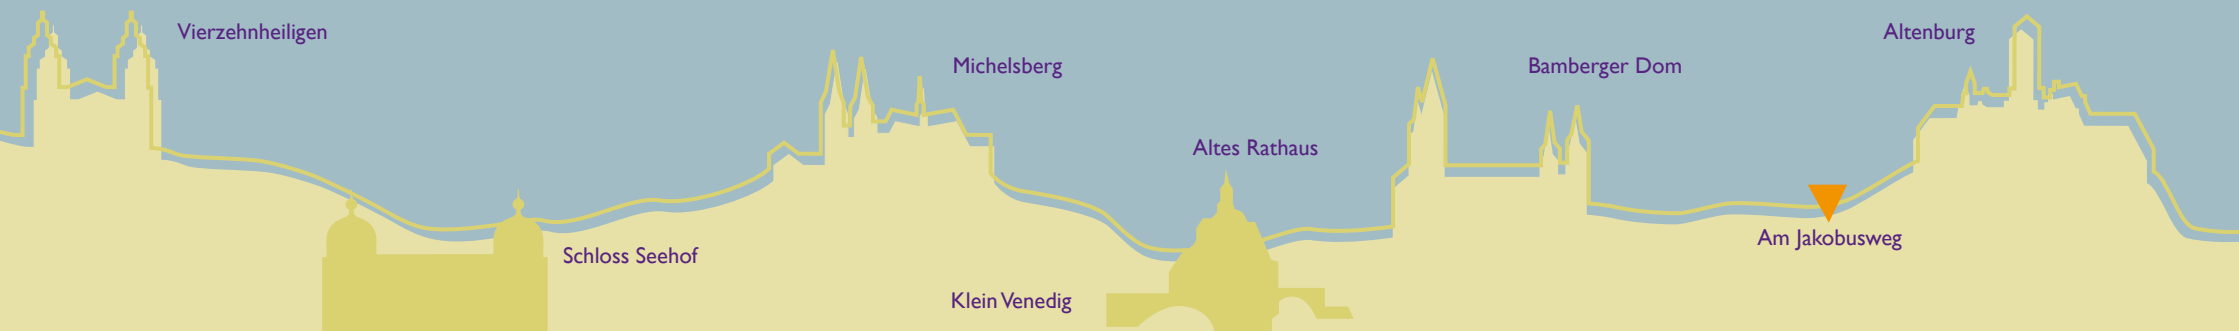 Vierzehnheiligen
Schloss Seehof
Michelsberg
Klein Venedig
Altes Rathaus
Bamberger Dom
Am Jakobusweg
Altenburg